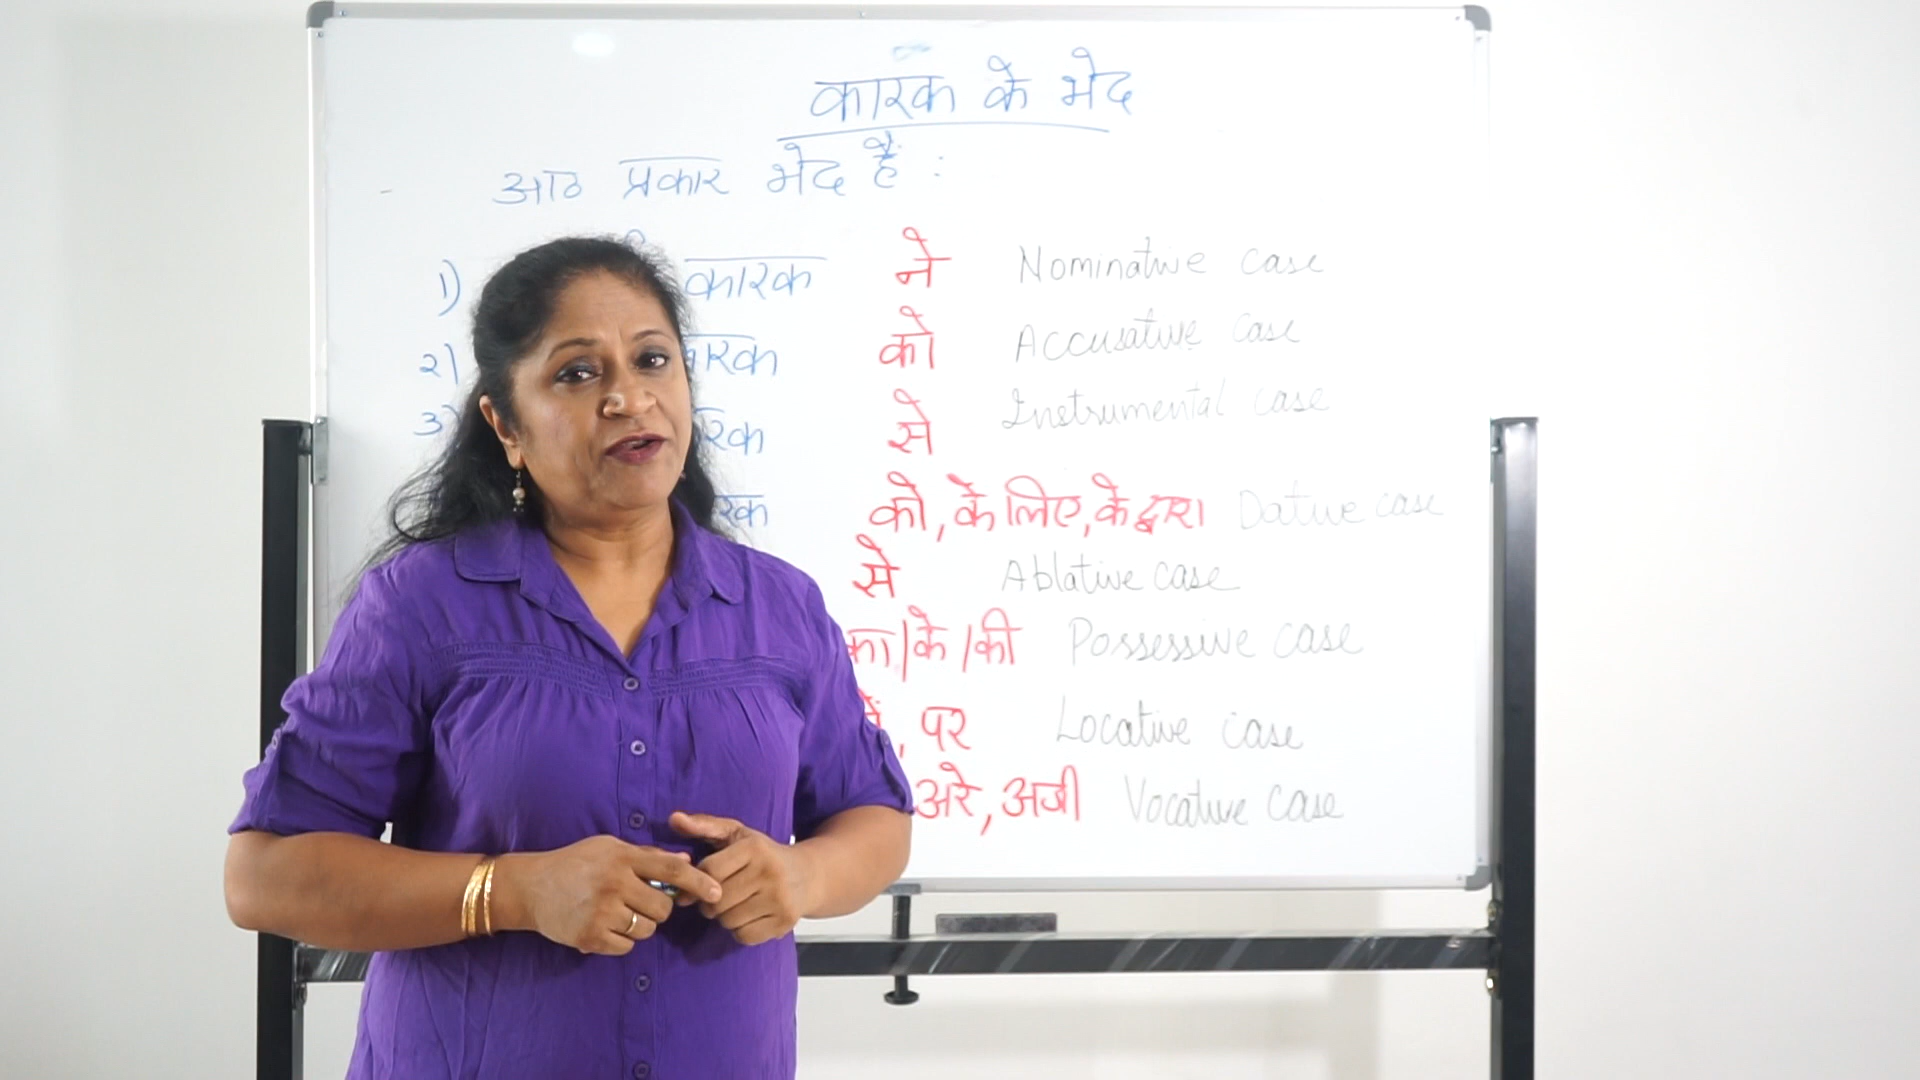 कारक के भेद
आठ प्रकार भेद हैं :
1) कारक ने Nominative case
2) कारक को Accusative case
3) से Instrumental case
को, के लिए, के द्वारा Dative case
से Ablative case
का/के/की Possessive case
, पर Locative case
अरे, अजी Vocative case